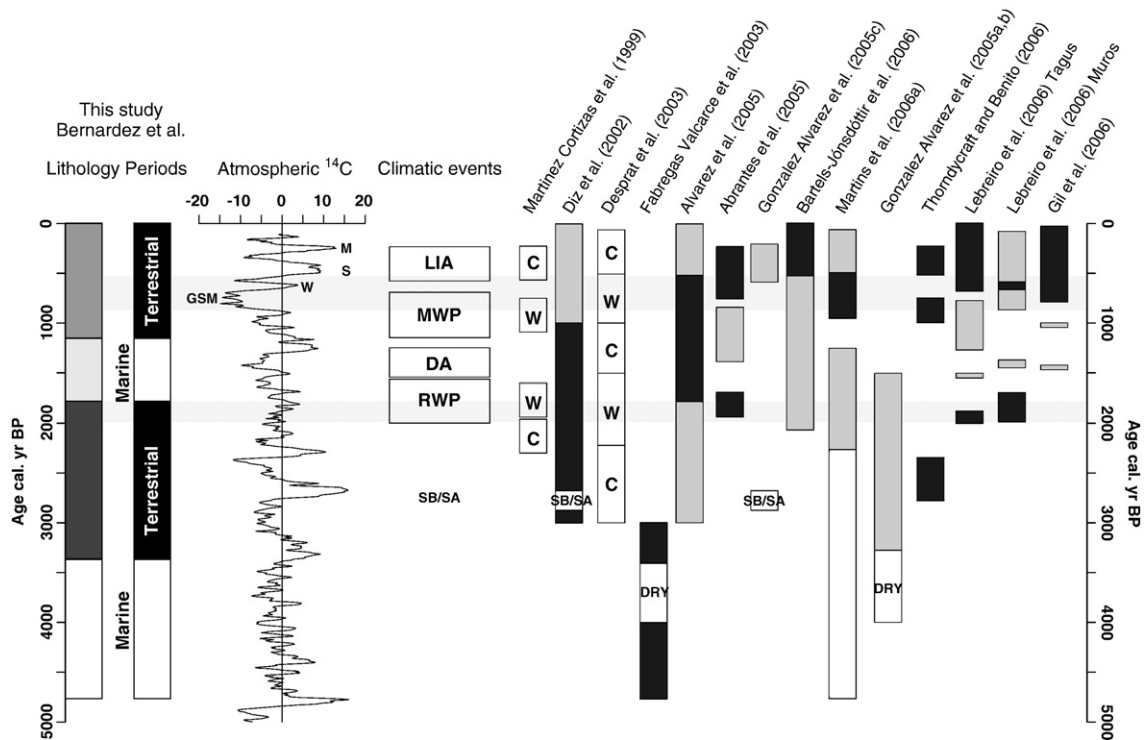 This study
Bernardez et al.
Lithology Periods
Atmospheric 14C
Climatic events
Martinez Cortizas et al. (1999)
Diz et al. (2002)
Desprat et al. (2003)
Fabregas Valcarce et al. (2003)
Alvarez et al. (2005)
Abrantes et al. (2005)
Gonzalez Alvarez et al. (2005c)
Bartels-Jónsdóttir et al. (2006)
Martins et al. (2006a)
Gonzalez Alvarez et al. (2005a,b)
Thorndycraft and Benito (2006)
Lebreiro et al. (2006) Tagus
Lebreiro et al. (2006) Muros
Gil et al. (2006)
-20 -10 0 10 20
Age cal. yr BP
0
1000
2000
3000
4000
5000
Terrestrial
Marine
Terrestrial
Marine
M
S
W
GSM
LIA
MWP
DA
RWP
SB/SA
C
W
W
C
SB/SA
C
W
C
W
C
DRY
SB/SA
DRY
0
1000
2000
3000
4000
5000
Age cal. yr BP